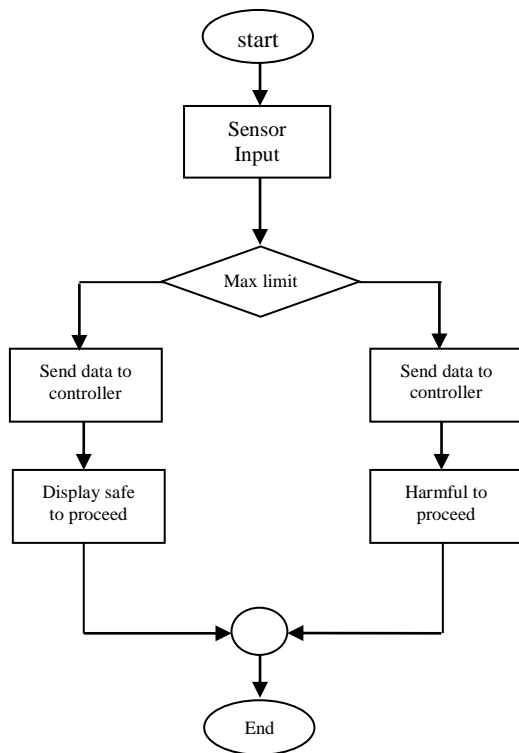 start
Sensor
Input
Max limit
Send data to
controller
Send data to
controller
Display safe
to proceed
Harmful to
proceed
End